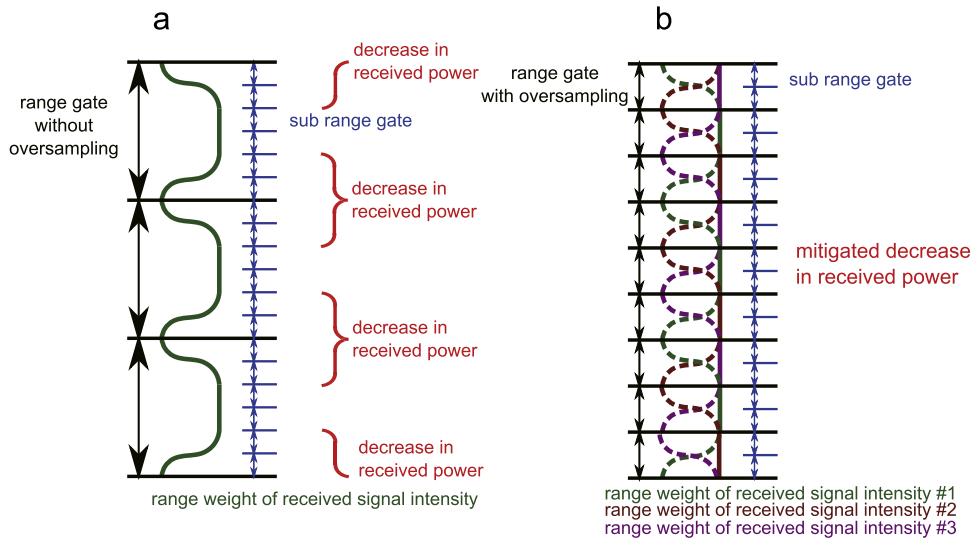 a
range gate
without
oversampling
decrease in
received power
sub range gate
decrease in
received power
decrease in
received power
decrease in
received power
range weight of received signal intensity
b
range gate
with oversampling
sub range gate
mitigated decrease
in received power
range weight of received signal intensity #1
range weight of received signal intensity #2
range weight of received signal intensity #3